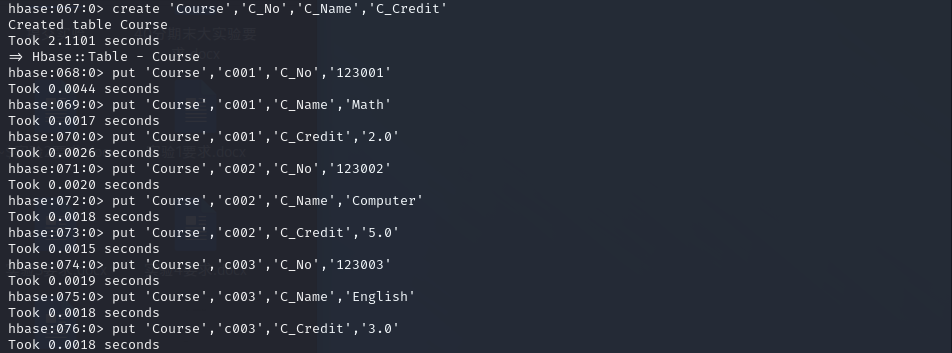 hbase:067:0> create 'Course','C_No','C_Name','C_Credit'
Created table Course
Took 2.1101 seconds
=> Hbase::Table - Course
hbase:068:0> put 'Course','c001','C_No','123001'
Took 0.0044 seconds
hbase:069:0> put 'Course','c001','C_Name','Math'
Took 0.0017 seconds
hbase:070:0> put 'Course','c001','C_Credit','2.0'
Took 0.0026 seconds
hbase:071:0> put 'Course','c002','C_No','123002'
Took 0.0020 seconds
hbase:072:0> put 'Course','c002','C_Name','Computer'
Took 0.0018 seconds
hbase:073:0> put 'Course','c002','C_Credit','5.0'
Took 0.0015 seconds
hbase:074:0> put 'Course','c003','C_No','123003'
Took 0.0019 seconds
hbase:075:0> put 'Course','c003','C_Name','English'
Took 0.0018 seconds
hbase:076:0> put 'Course','c003','C_Credit','3.0'
Took 0.0018 seconds